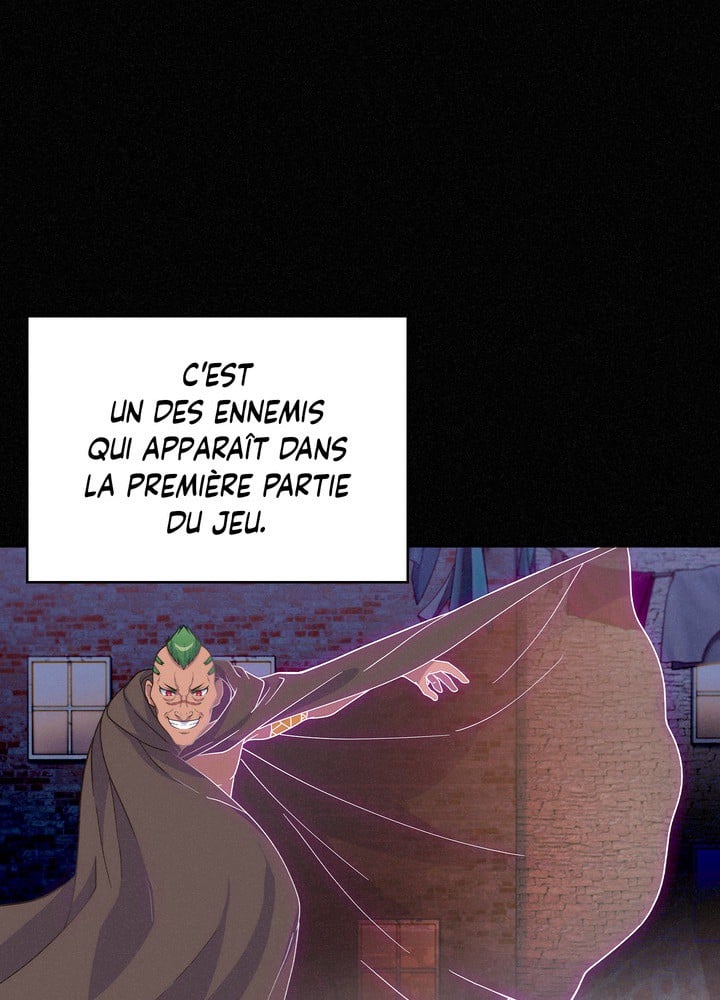 C'EST
UN DES ENNEMIS
QUI APPARAÎT DANS
LA PREMIÈRE PARTIE
DU JEU.